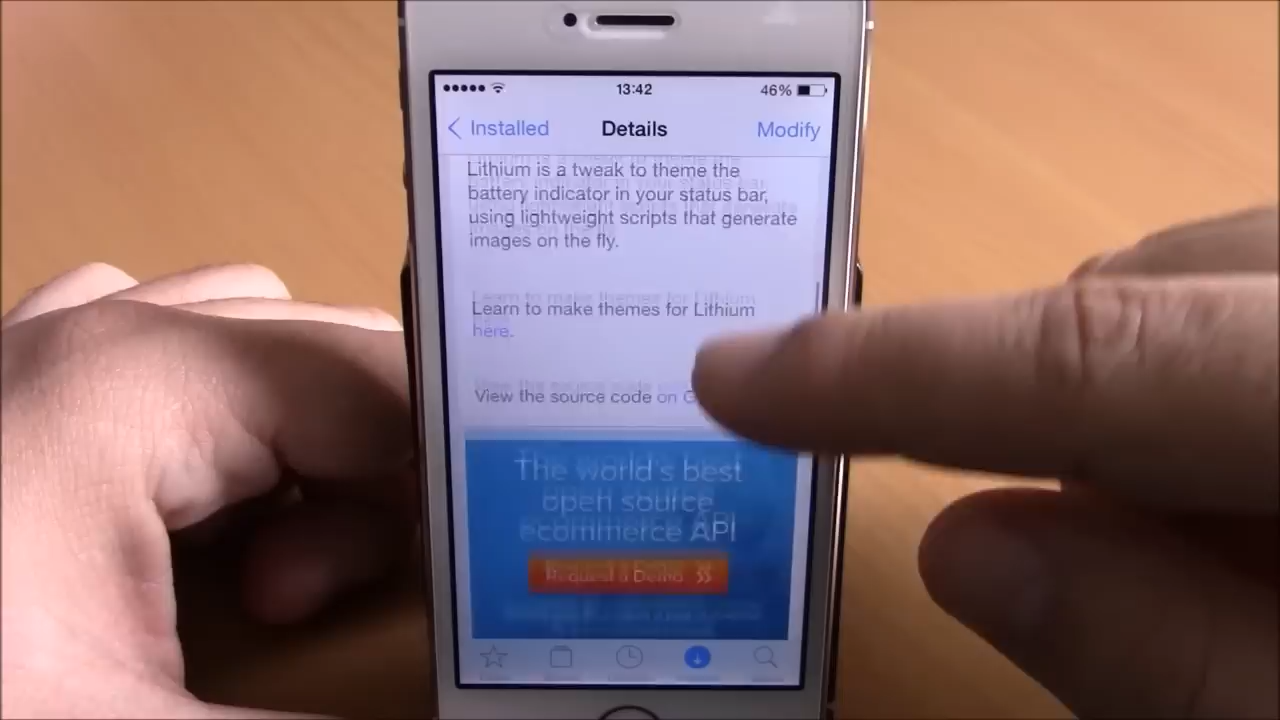 13:42
46%
Installed
Details
Modify
Lithium is a tweak to theme the
battery indicator in your status bar,
using lightweight scripts that generate
images on the fly.
Learn to make themes for Lithium
here.
View the source code on G
The world's best
open source
ecommerce API
Request a Demo